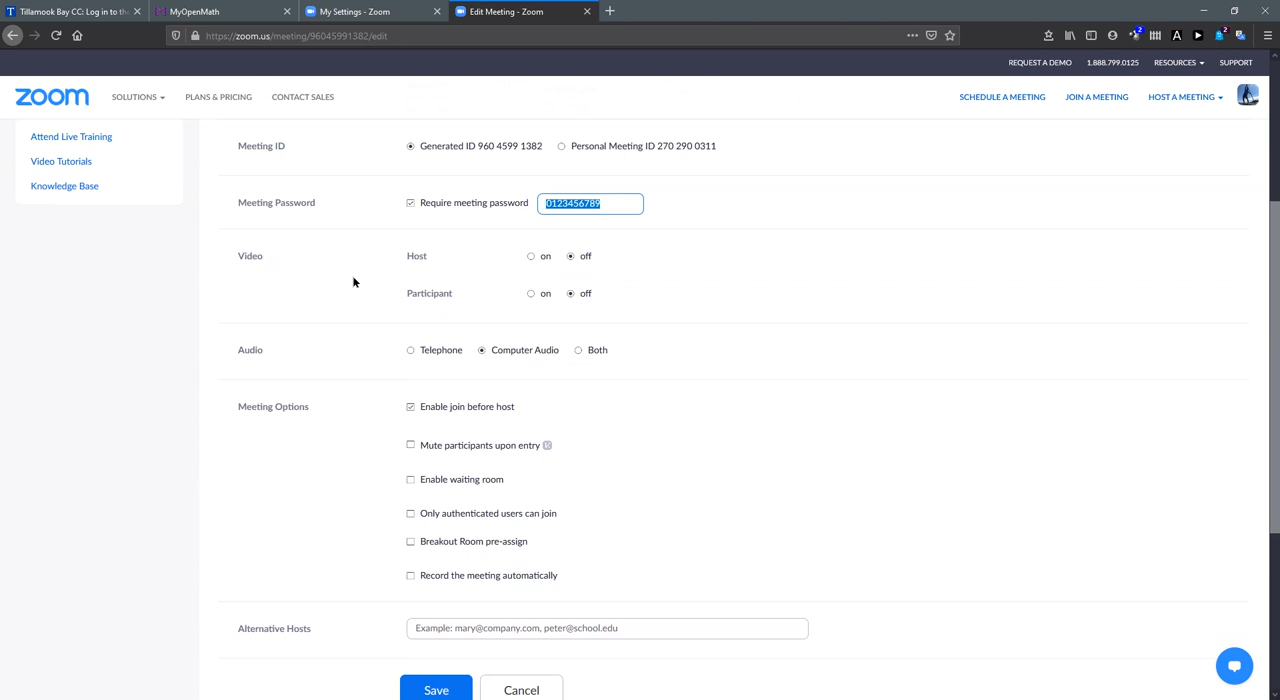 Tillamook Bay CC: Log in to th
MyOpenMath
My Settings - Zoom
Edit Meeting - Zoom
https://zoom.us/meeting/96045991382/edit
REQUEST A DEMO 1.888.799.0125 RESOURCES SUPPORT
zoom SOLUTIONS PLANS & PRICING CONTACT SALES SCHEDULE A MEETING JOIN A MEETING HOST A MEETING
Attend Live Training
Video Tutorials
Knowledge Base
Meeting ID Generated ID 960 4599 1382 Personal Meeting ID 270 290 0311
Meeting Password Require meeting password 0123456789
Video Host on off
Participant on off
Audio Telephone Computer Audio Both
Meeting Options Enable join before host
Mute participants upon entry
Enable waiting room
Only authenticated users can join
Breakout Room pre-assign
Record the meeting automatically
Alternative Hosts Example: mary@company.com, peter@school.edu
Save Cancel